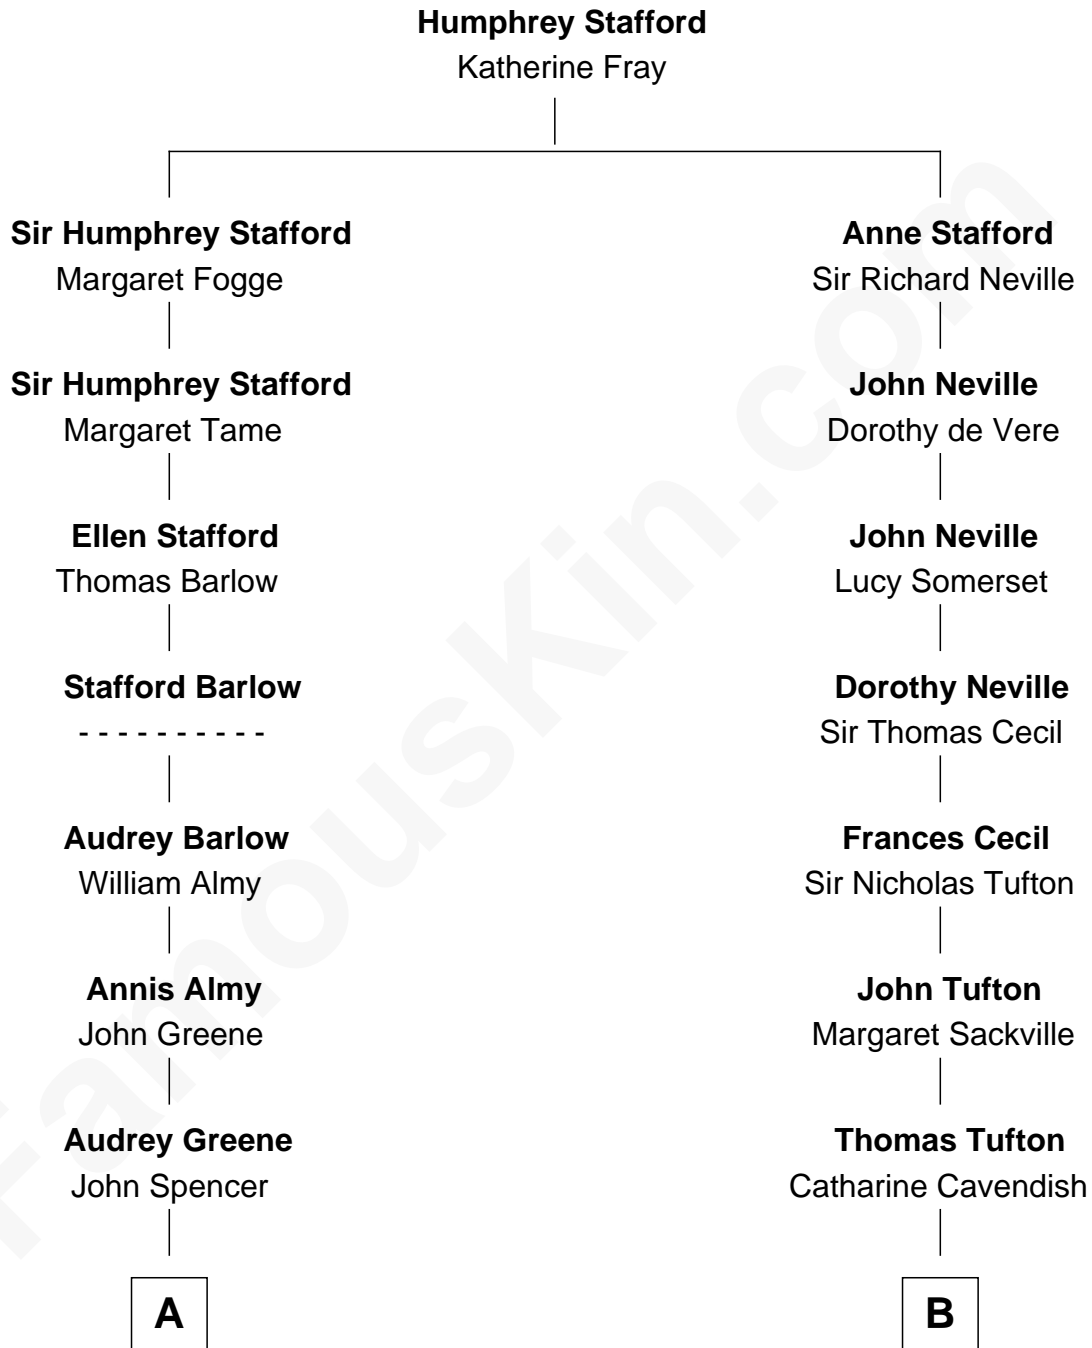 Humphrey Stafford
Katherine Fray
Sir Humphrey Stafford
Margaret Fogge
Anne Stafford
Sir Richard Neville
Sir Humphrey Stafford
Margaret Tame
John Neville
Dorothy de Vere
Ellen Stafford
Thomas Barlow
John Neville
Lucy Somerset
Stafford Barlow
- - - - - - - - - -
Dorothy Neville
Sir Thomas Cecil
Audrey Barlow
William Almy
Frances Cecil
Sir Nicholas Tufton
Annis Almy
John Greene
John Tufton
Margaret Sackville
Audrey Greene
John Spencer
Thomas Tufton
Catharine Cavendish
A
B
FamousKin.com